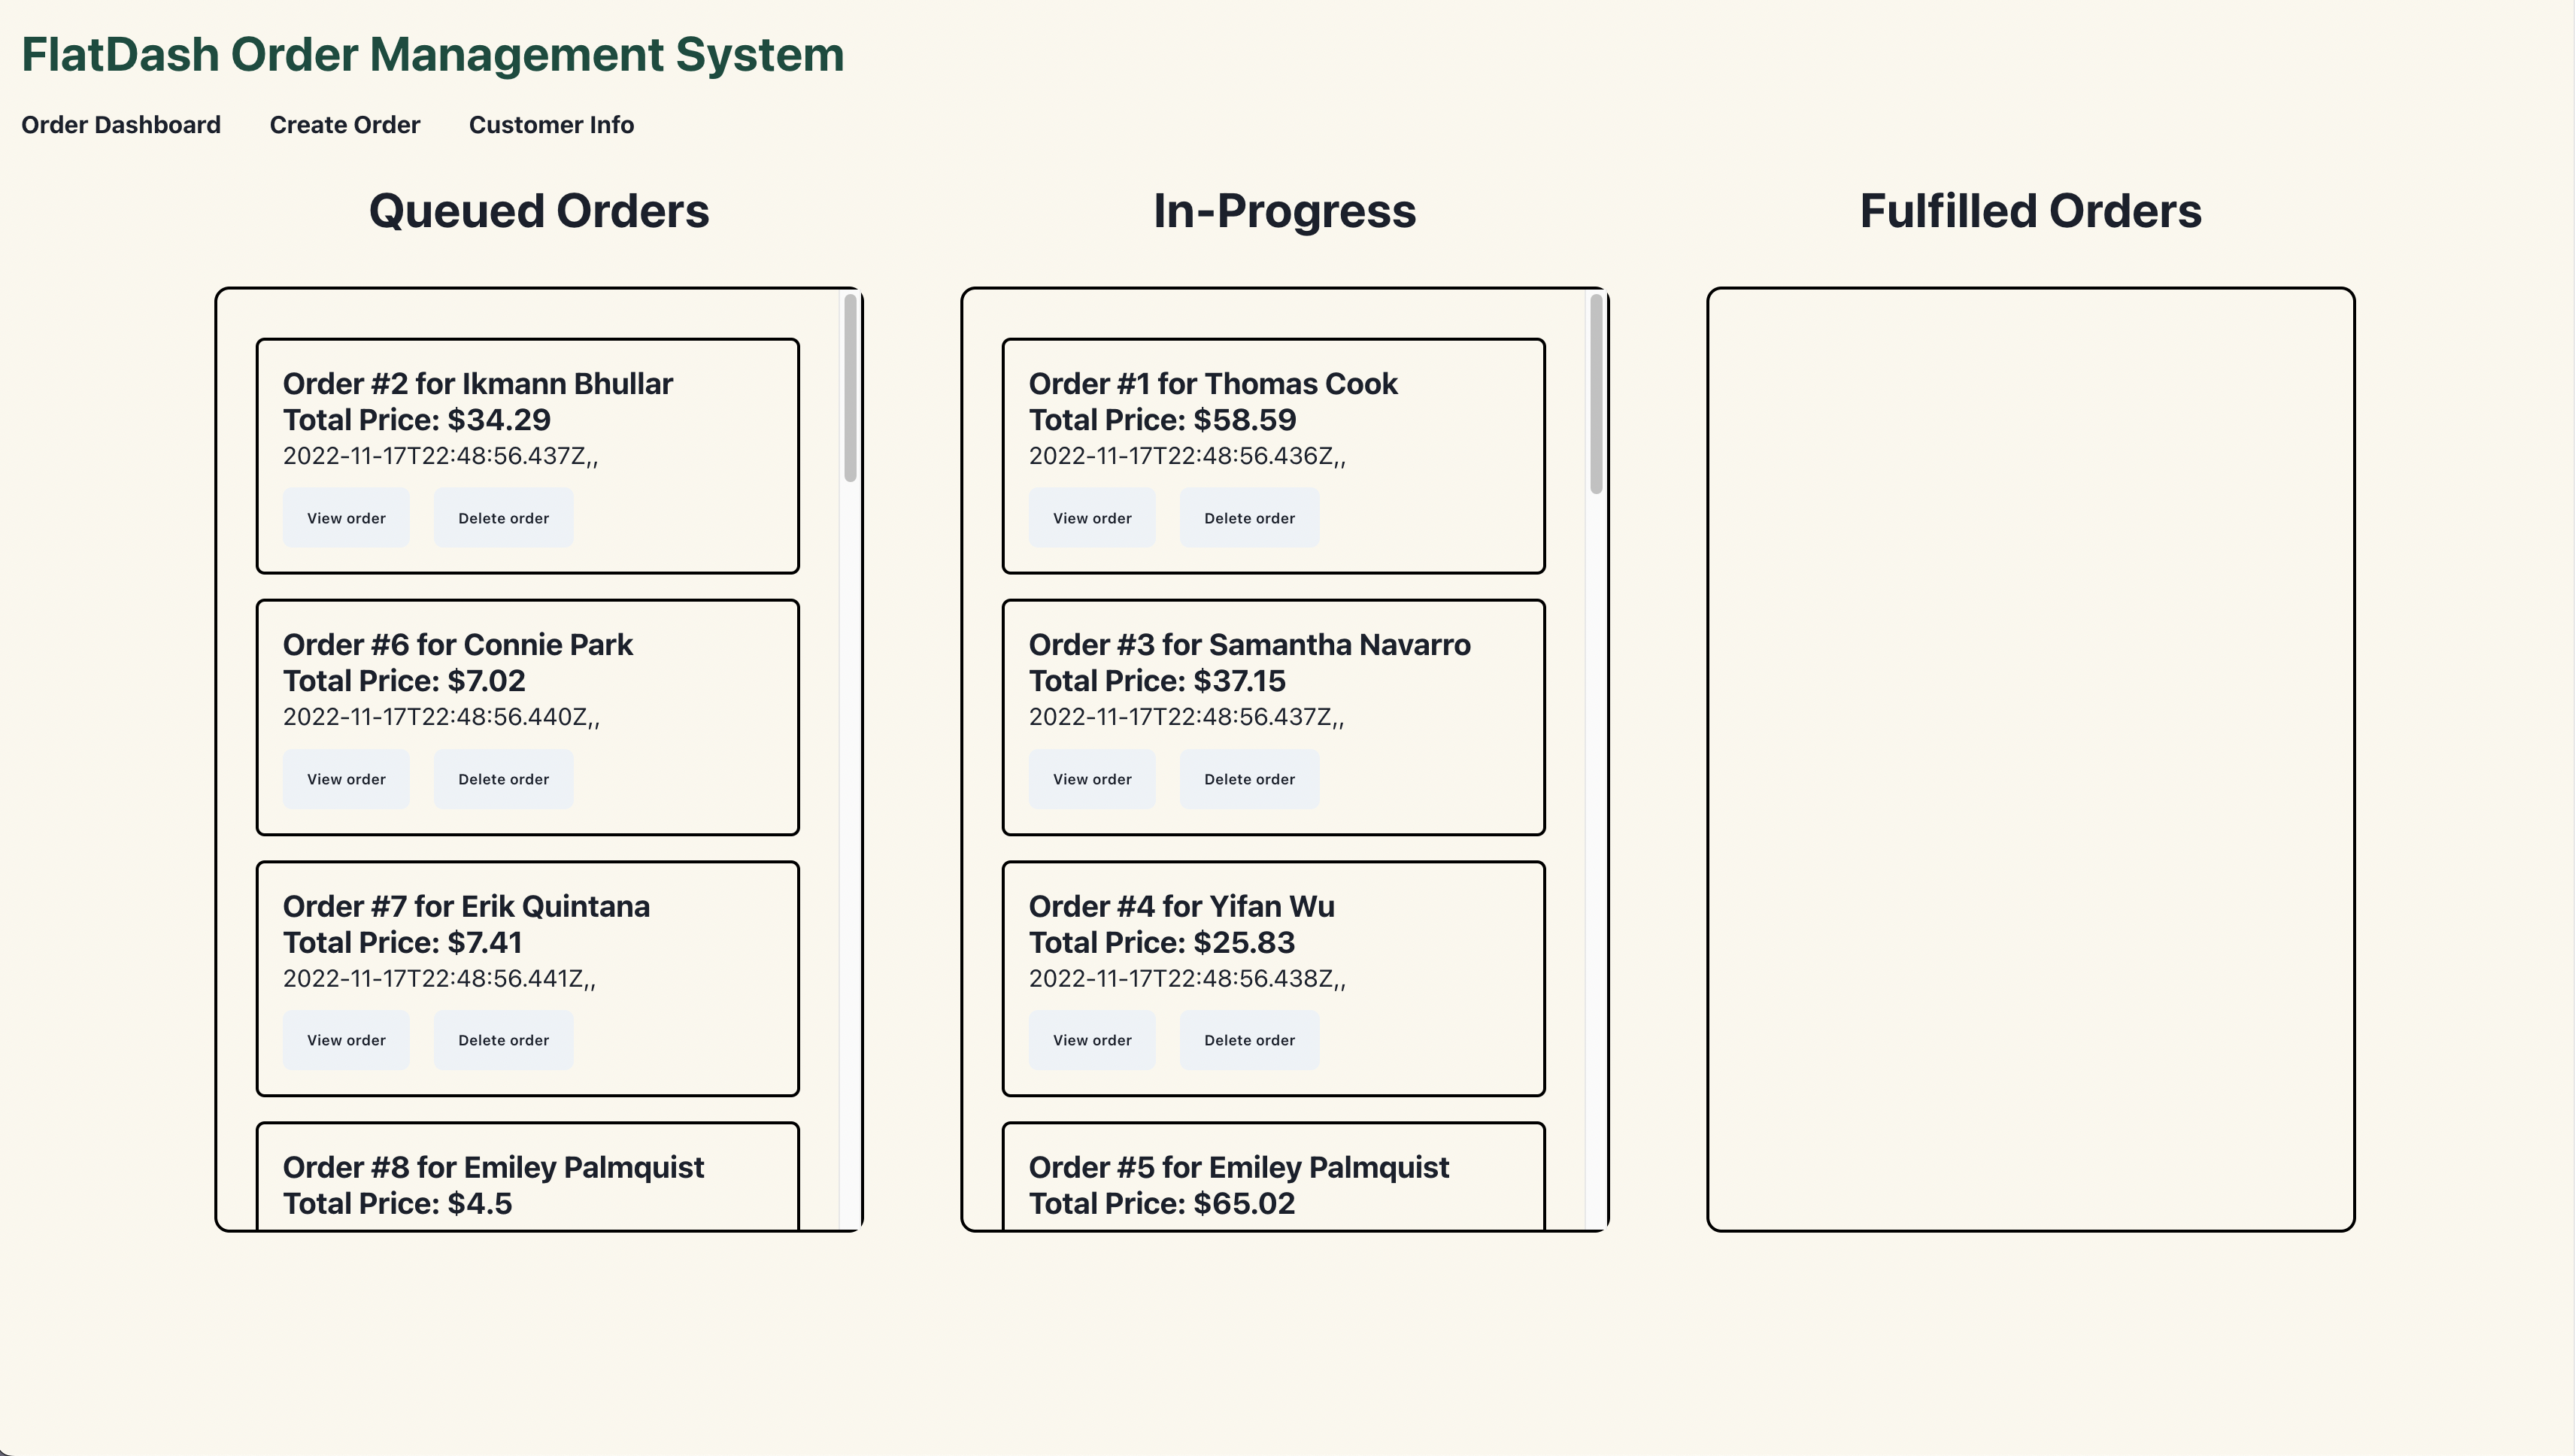 FlatDash Order Management System
Order Dashboard Create Order Customer Info
Queued Orders
Order #2 for Ikmann Bhullar
Total Price: $34.29
2022-11-17T22:48:56.437Z,,
View order Delete order
Order #6 for Connie Park
Total Price: $7.02
2022-11-17T22:48:56.440Z,,
View order Delete order
Order #7 for Erik Quintana
Total Price: $7.41
2022-11-17T22:48:56.441Z,,
View order Delete order
Order #8 for Emiley Palmquist
Total Price: $4.5
In-Progress
Order #1 for Thomas Cook
Total Price: $58.59
2022-11-17T22:48:56.436Z,,
View order Delete order
Order #3 for Samantha Navarro
Total Price: $37.15
2022-11-17T22:48:56.437Z,,
View order Delete order
Order #4 for Yifan Wu
Total Price: $25.83
2022-11-17T22:48:56.438Z,,
View order Delete order
Order #5 for Emiley Palmquist
Total Price: $65.02
Fulfilled Orders